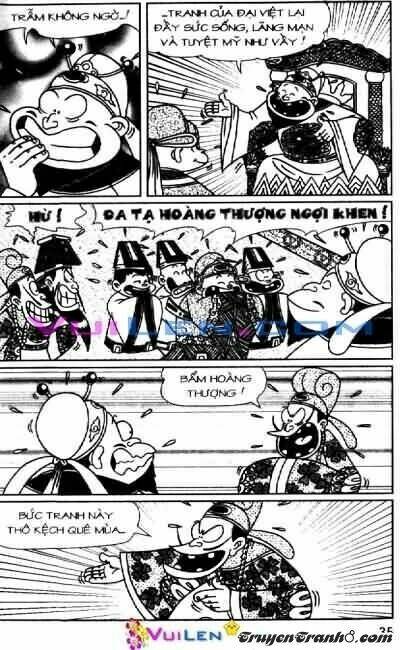 TRẪM KHÔNG NGỜ...!
...TRANH CỦA ĐẠI VIỆT LẠI
ĐẦY SỨC SỐNG, LÃNG MẠN
VÀ TUYỆT MỸ NHƯ VẬY!
HỪ!
ĐA TẠ HOÀNG THƯỢNG NGỢI KHEN!
VUILEN.COM
BẨM HOÀNG
THƯỢNG!
BỨC TRANH NÀY
THÔ KỆCH QUÊ MÙA...
35
VUILEN
TruyenTranh8.com